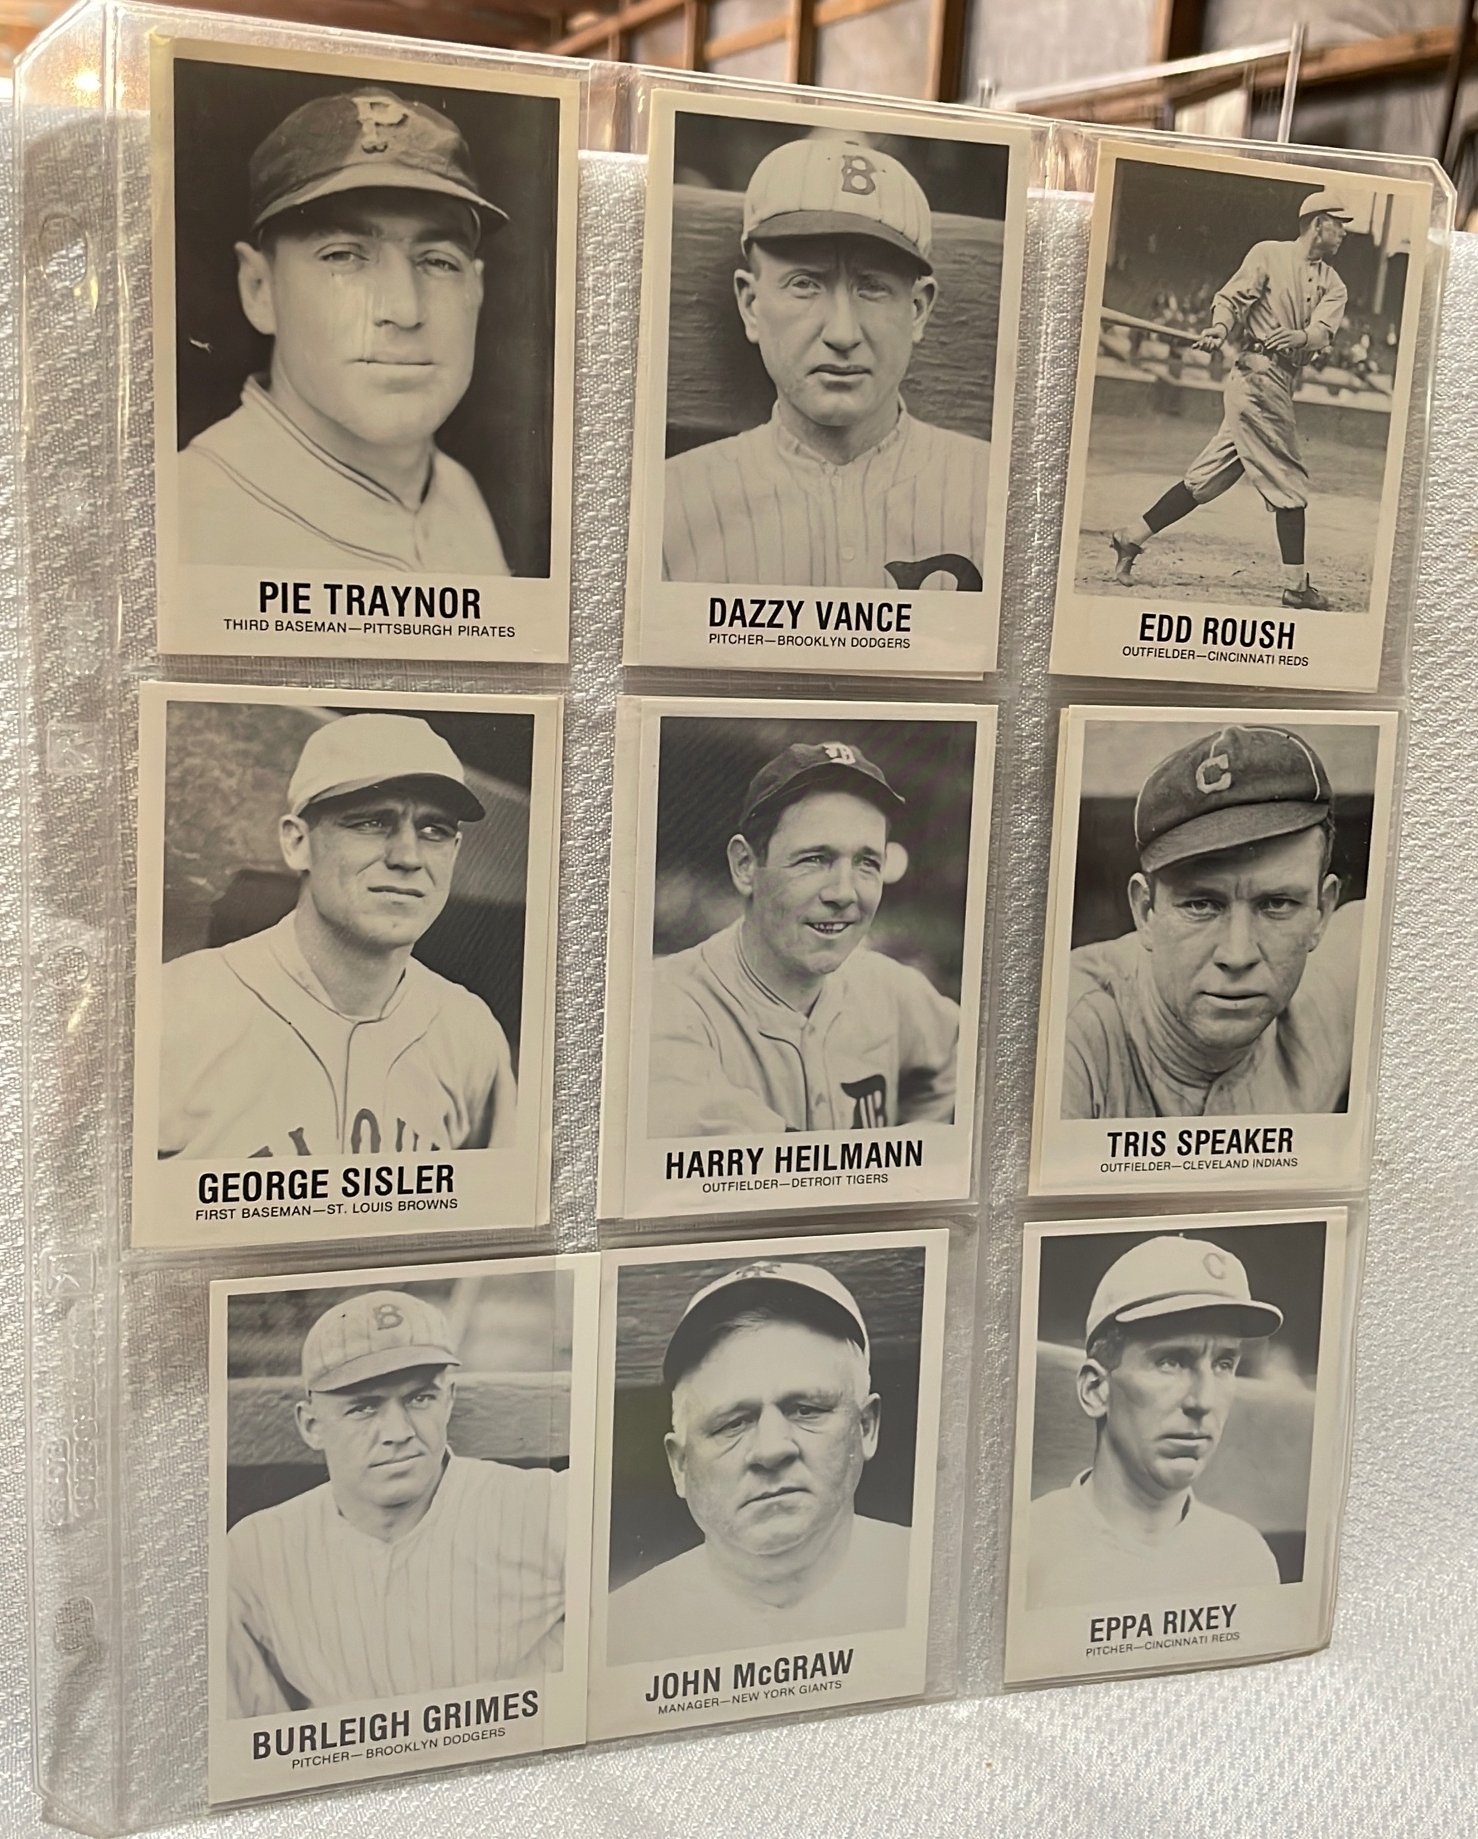 P
PIE TRAYNOR
THIRD BASEMAN—PITTSBURGH PIRATES
B
DAZZY VANCE
PITCHER—BROOKLYN DODGERS
EDD ROUSH
OUTFIELDER—CINCINNATI REDS
GEORGE SISLER
FIRST BASEMAN—ST. LOUIS BROWNS
D
D
HARRY HEILMANN
OUTFIELDER—DETROIT TIGERS
C
TRIS SPEAKER
OUTFIELDER—CLEVELAND INDIANS
B
BURLEIGH GRIMES
PITCHER—BROOKLYN DODGERS
NY
JOHN McGRAW
MANAGER—NEW YORK GIANTS
C
EPPA RIXEY
PITCHER—CINCINNATI REDS